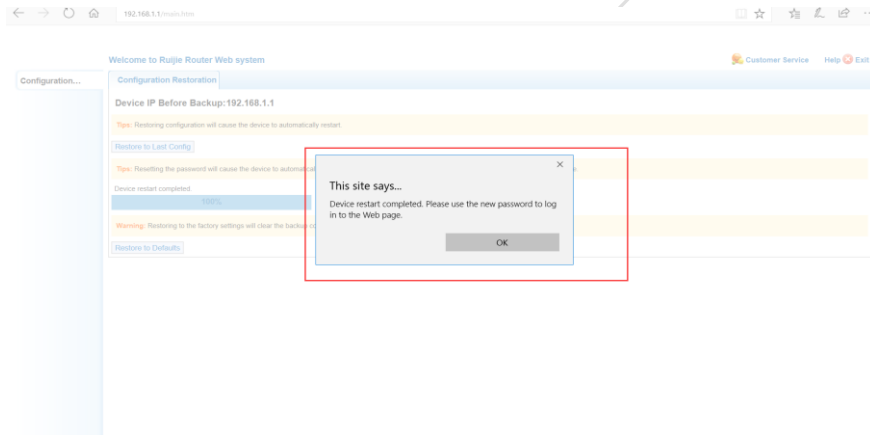 192.168.1.1/main.htm
Welcome to Ruijie Router Web system
Customer Service Help Exit
Configuration...
Configuration Restoration
Device IP Before Backup:192.168.1.1
Tips: Restoring configuration will cause the device to automatically restart.
Restore to Last Config
Tips: Resetting the password will cause the device to automatical
Device restart completed.
100%
Warning: Restoring to the factory settings will clear the backup co
Restore to Defaults
This site says...
Device restart completed. Please use the new password to log
in to the Web page.
OK